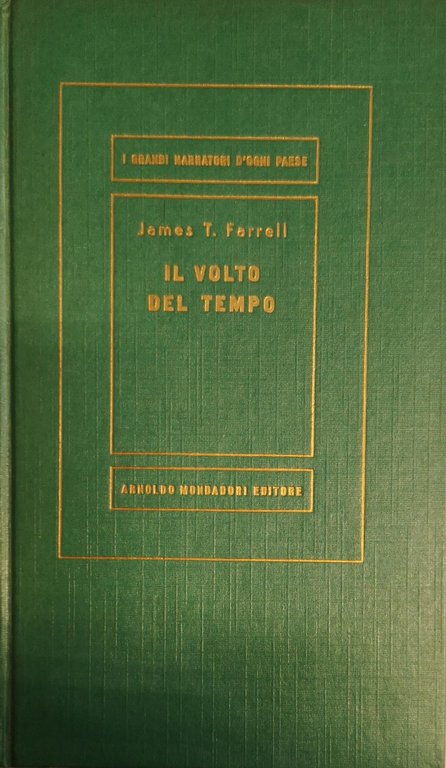 I GRANDI NARRATORI D'OGNI PAESE
James T. Farrell
IL VOLTO
DEL TEMPO
ARNOLDO MONDADORI EDITORE